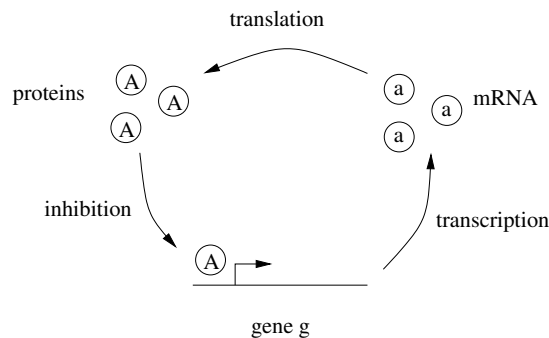 translation
proteins
A
A
A
a
a
a
mRNA
inhibition
transcription
A
gene g